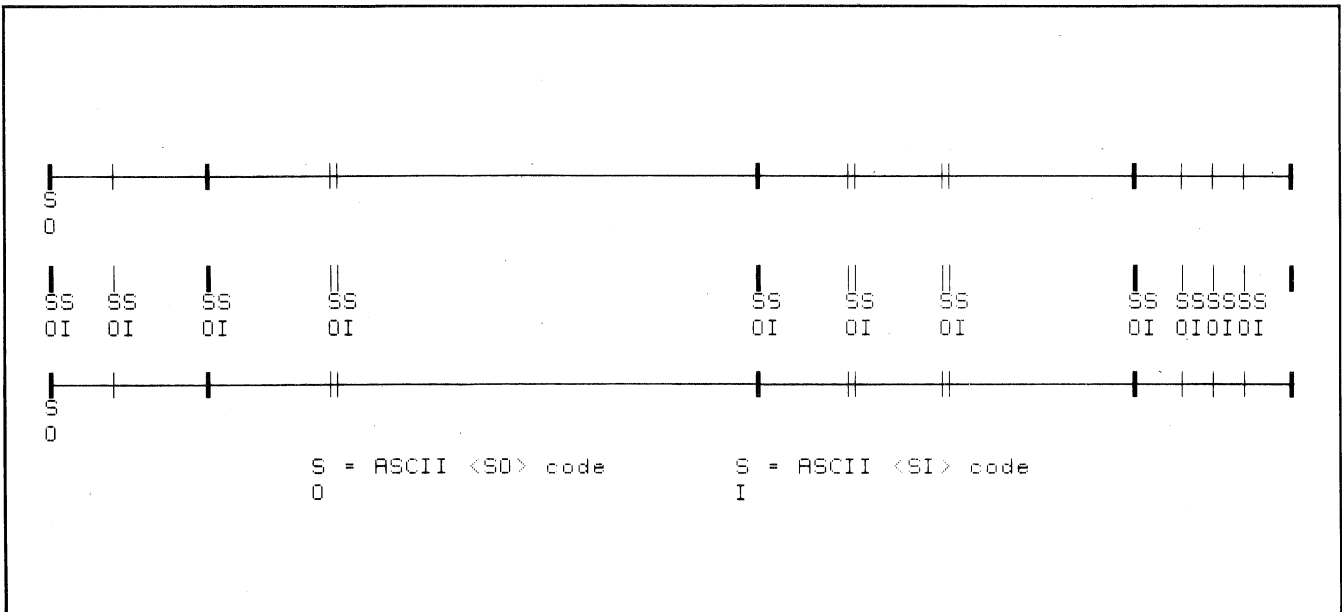 S
O
SS SS SS SS SS SS SS SS SSSSSS
OI OI OI OI OI OI OI OI OIOIOI
S
O
S = ASCII <SO> code S = ASCII <SI> code
O I